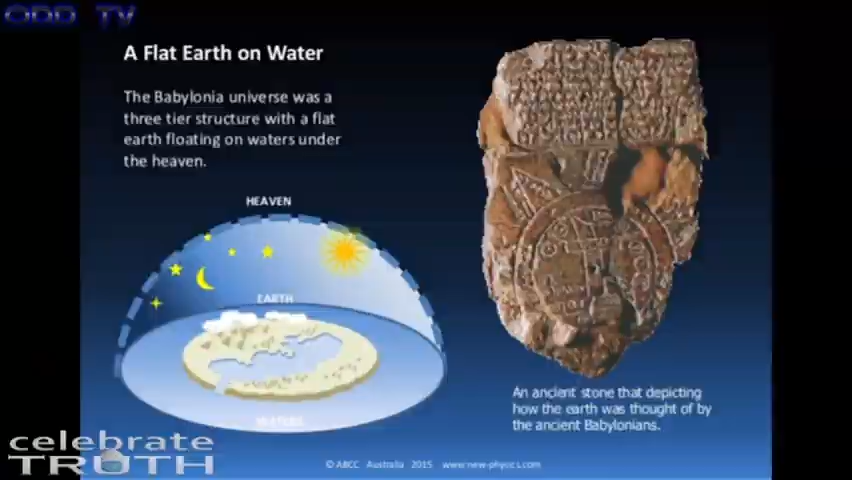 ODD TV
A Flat Earth on Water
The Babylonia universe was a
three tier structure with a flat
earth floating on waters under
the heaven.
HEAVEN
EARTH
WATERS
An ancient stone that depicting
how the earth was thought of by
the ancient Babylonians.
celebrate
TRUTH
© ABCC Australia 2015 www.new-physics.com